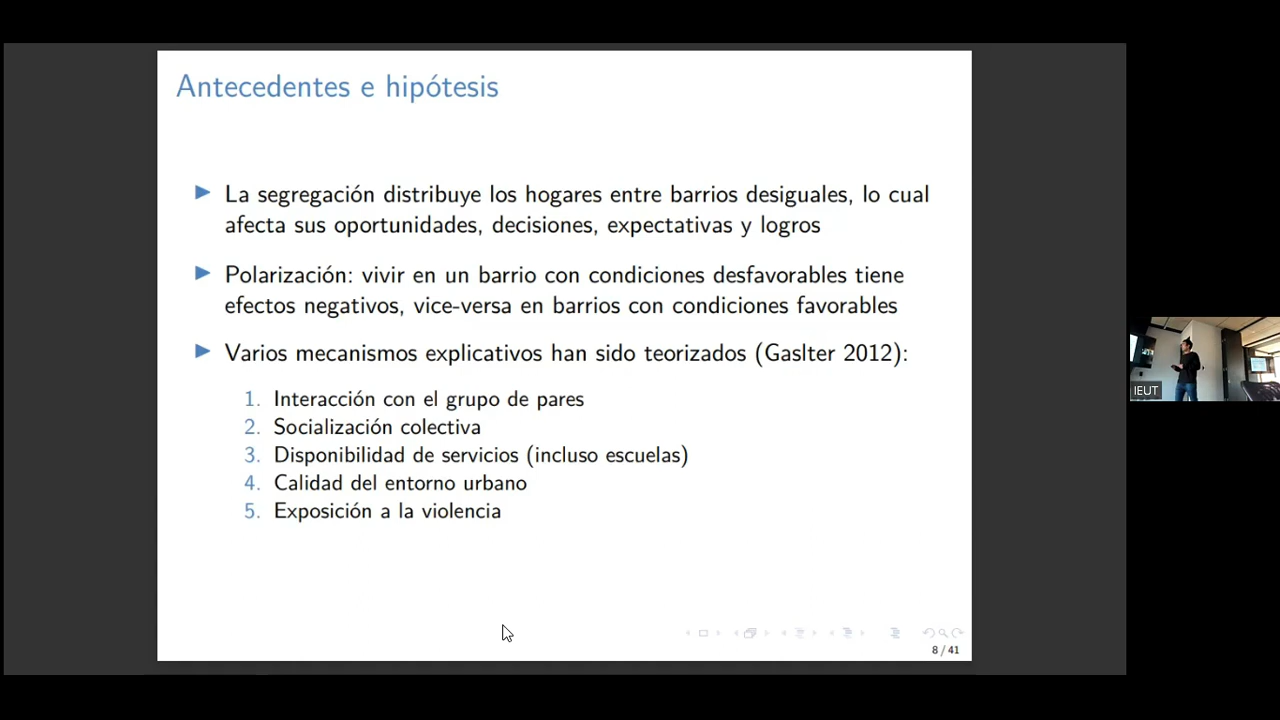 Antecedentes e hipótesis
La segregación distribuye los hogares entre barrios desiguales, lo cual
afecta sus oportunidades, decisiones, expectativas y logros
Polarización: vivir en un barrio con condiciones desfavorables tiene
efectos negativos, vice-versa en barrios con condiciones favorables
Varios mecanismos explicativos han sido teorizados (Gaslter 2012):
1. Interacción con el grupo de pares
2. Socialización colectiva
3. Disponibilidad de servicios (incluso escuelas)
4. Calidad del entorno urbano
5. Exposición a la violencia
8 / 41
IEUT